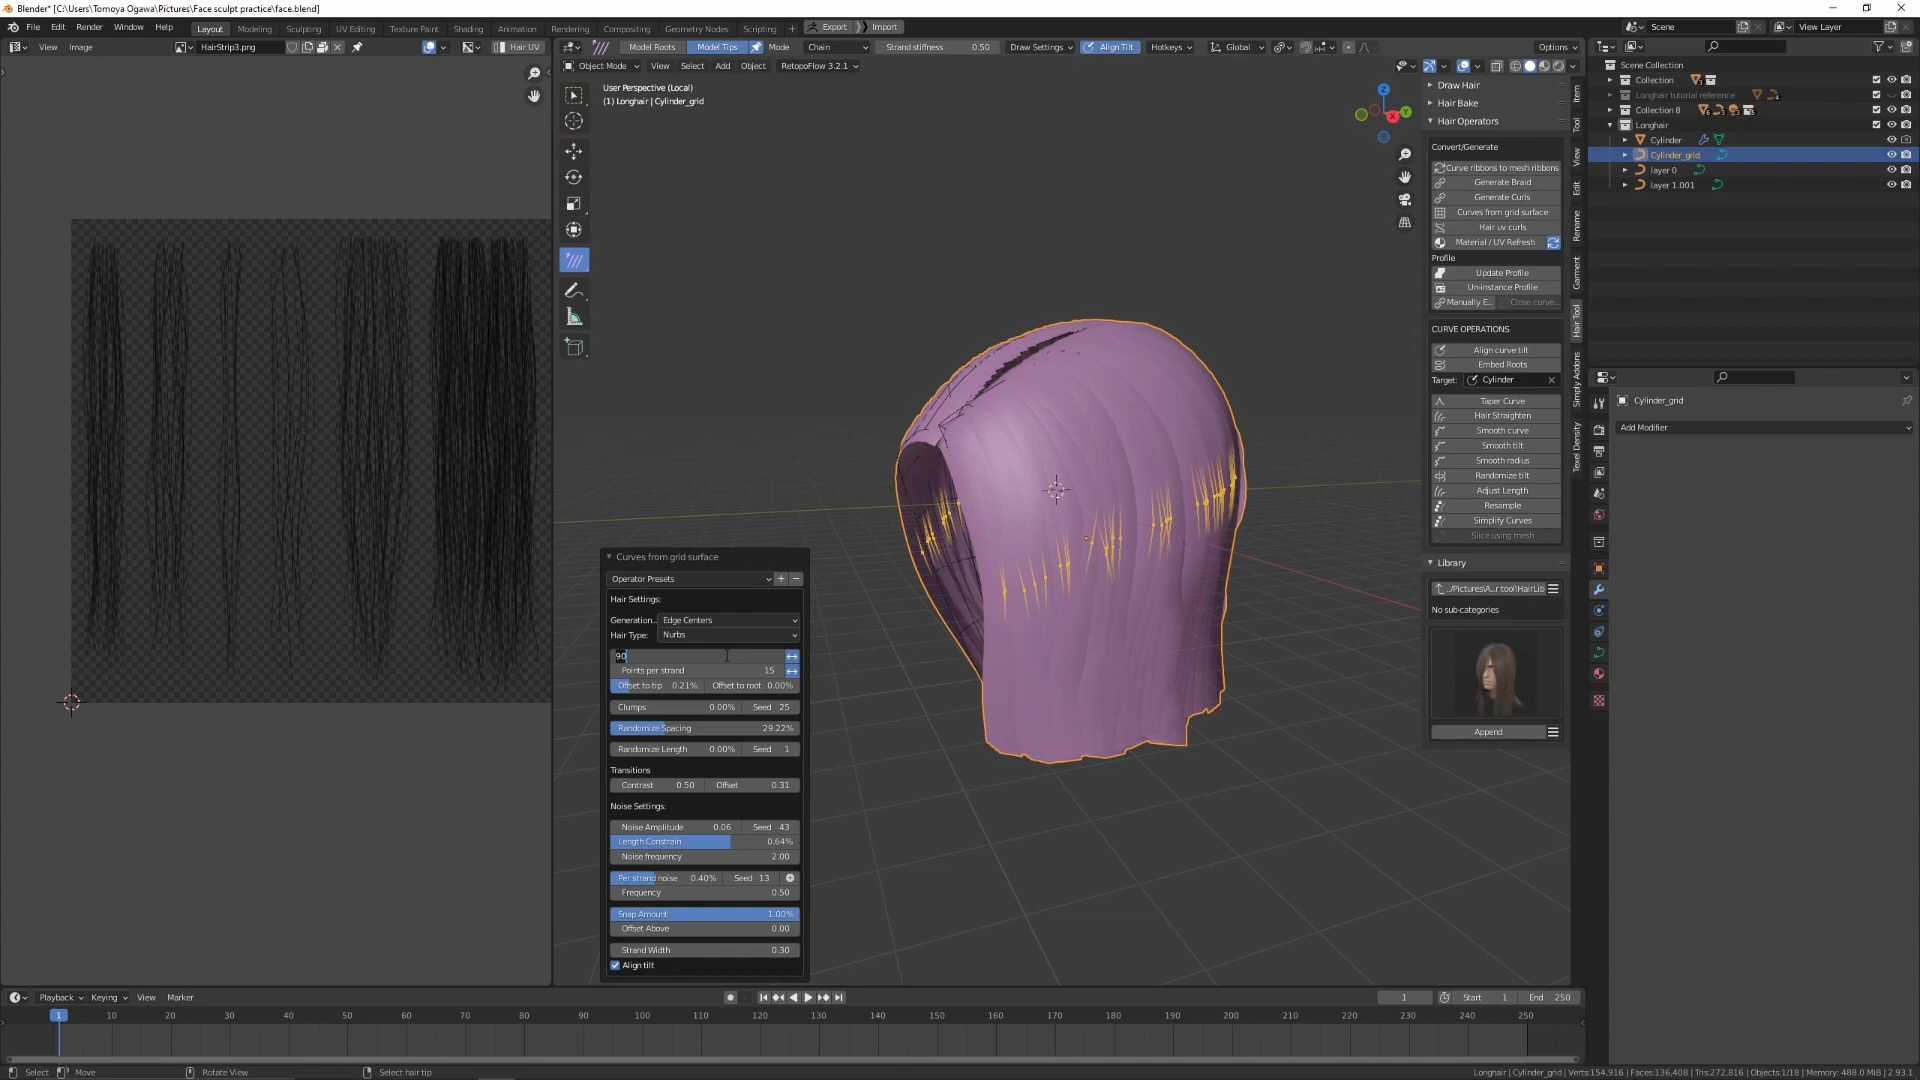 Blender* [C:\Users\Tomoya Ogawa\Pictures\Face sculpt practice\face.blend]
File Edit Render Window Help
Layout Modeling Sculpting UV Editing Texture Paint Shading Animation Rendering Compositing Geometry Nodes Scripting + Export Import
Scene View Layer
View Image HairStrip3.png Hair UV
Model Roots Model Tips Mode Chain Strand stiffness 0.50 Draw Settings Align Tilt Hotkeys Global Options
Object Mode View Select Add Object RetopoFlow 3.2.1
User Perspective (Local)
(1) Longhair | Cylinder_grid
Z
Y
X
Draw Hair
Hair Bake
Hair Operators
Convert/Generate
Curve ribbons to mesh ribbons
Generate Braid
Generate Curls
Curves from grid surface
Hair uv curls
Material / UV Refresh
Profile
Update Profile
Un-instance Profile
Manually E... Close curve...
CURVE OPERATIONS
Align curve tilt
Embed Roots
Target: Cylinder
Taper Curve
Hair Straighten
Smooth curve
Smooth tilt
Smooth radius
Randomize tilt
Adjust Length
Resample
Simplify Curves
Slice using mesh
Library
../Pictures\A..r tool\HairLib
No sub-categories
Append
Item
Tool
View
Edit
Rename
Garment
Hair Tool
Simply Addons
Texel Density
Scene Collection
Collection
Longhair tutorial reference
Collection 8
Longhair
Cylinder
Cylinder_grid
layer 0
layer 1.001
Cylinder_grid
Add Modifier
Curves from grid surface
Operator Presets
Hair Settings:
Generation.. Edge Centers
Hair Type: Nurbs
90
Points per strand 15
Offset to tip 0.21% Offset to root 0.00%
Clumps 0.00% Seed 25
Randomize Spacing 29.22%
Randomize Length 0.00% Seed 1
Transitions
Contrast 0.50 Offset 0.31
Noise Settings:
Noise Amplitude 0.06 Seed 43
Length Constrain 0.64%
Noise frequency 2.00
Per strand noise 0.40% Seed 13
Frequency 0.50
Snap Amount 1.00%
Offset Above 0.00
Strand Width 0.30
Align tilt
Playback Keying View Marker 1 Start 1 End 250
1 10 20 30 40 50 60 70 80 90 100 110 120 130 140 150 160 170 180 190 200 210 220 230 240 250
Select Move Rotate View Select hair tip Longhair | Cylinder_grid | Verts:154,916 | Faces:136,408 | Tris:272,816 | Objects:1/18 | Memory: 488.0 MiB | 2.93.1